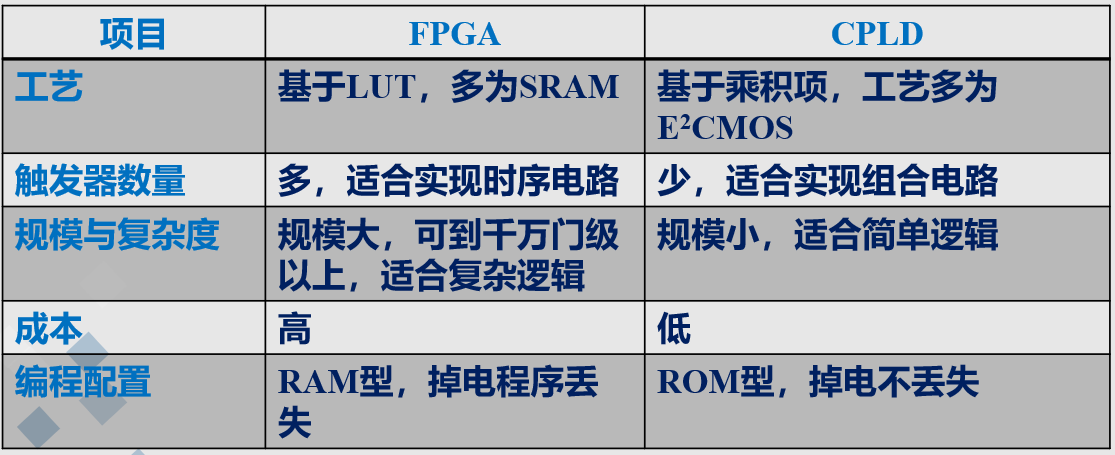 项目 FPGA CPLD
工艺 基于LUT，多为SRAM 基于乘积项，工艺多为
E²CMOS
触发器数量 多，适合实现时序电路 少，适合实现组合电路
规模与复杂度 规模大，可到千万门级 规模小，适合简单逻辑
以上，适合复杂逻辑
成本 高 低
编程配置 RAM型，掉电程序丢 ROM型，掉电不丢失
失